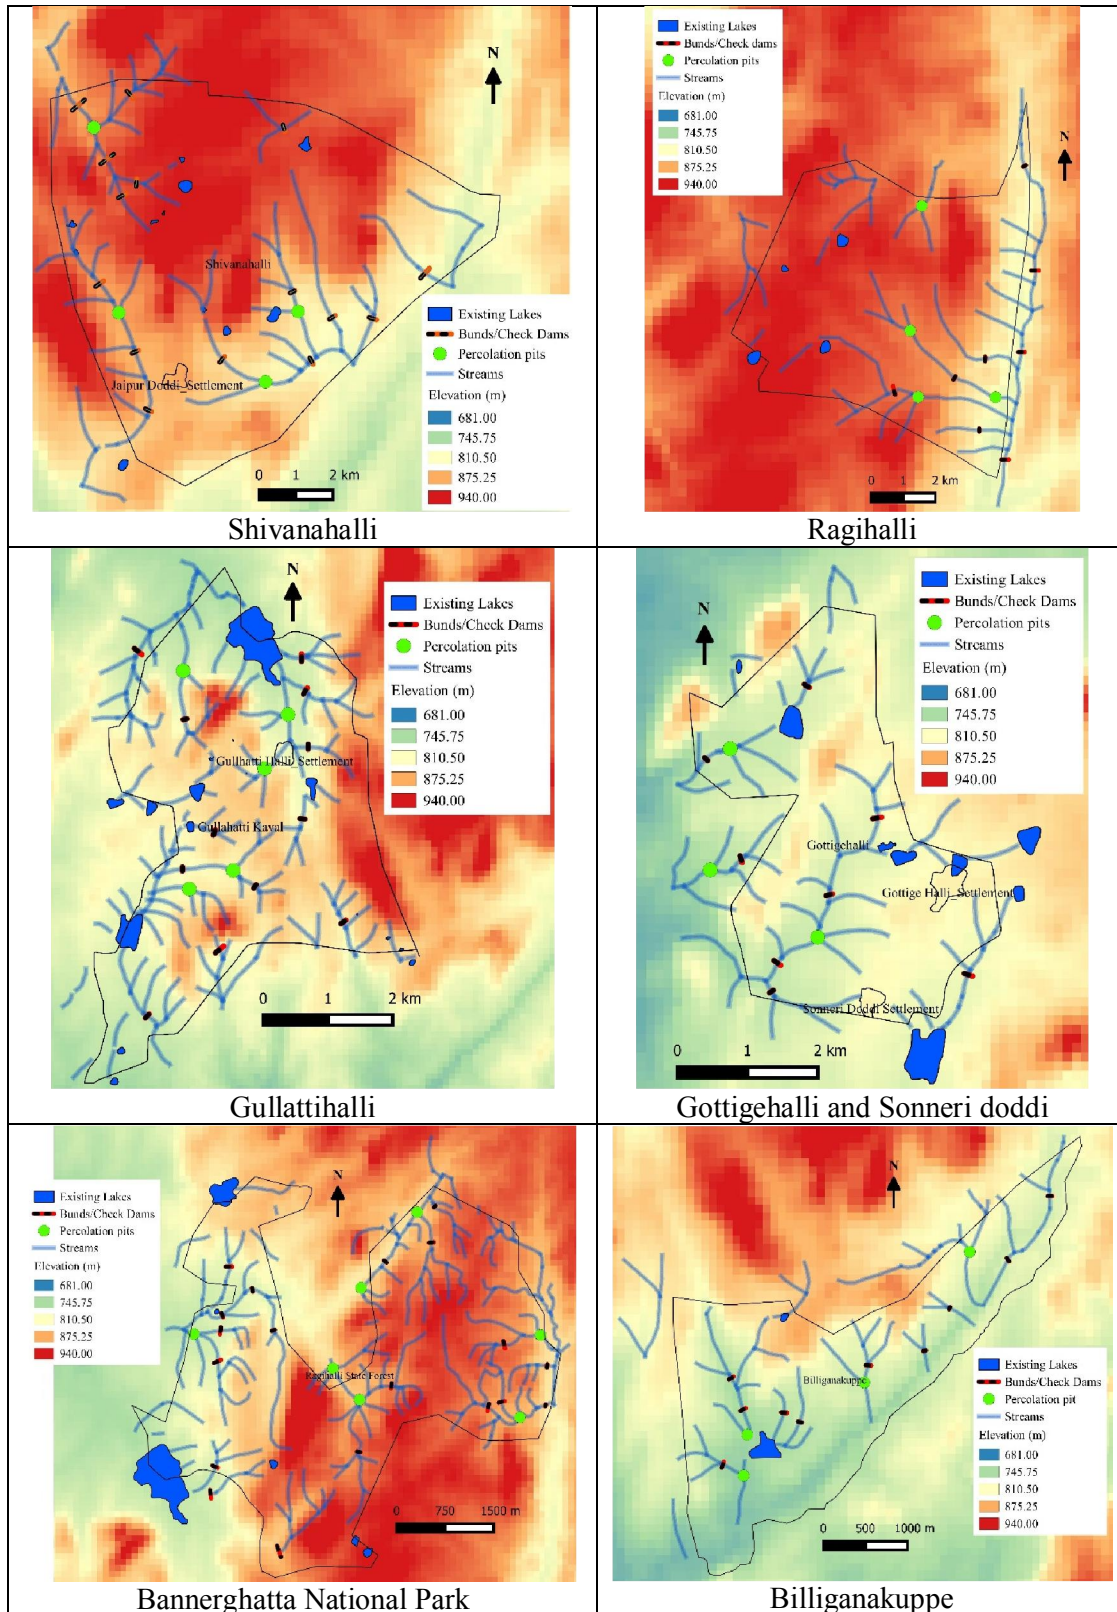 N
Existing Lakes
Bunds/Check Dams
Percolation pits
Streams
Elevation (m)
681.00
745.75
810.50
875.25
940.00
Shivanahalli
Jaipur Doddi_Settlement
0 1 2 km
Shivanahalli
Existing Lakes
Bunds/Check dams
Percolation pits
Streams
Elevation (m)
681.00
745.75
810.50
875.25
940.00
N
0 1 2 km
Ragihalli
N
Existing Lakes
Bunds/Check Dams
Percolation pits
Streams
Elevation (m)
681.00
745.75
810.50
875.25
940.00
Gullhatti Halli_Settlement
Gullahatti Kaval
0 1 2 km
Gullattihalli
N
Existing Lakes
Bunds/Check Dams
Percolation pits
Streams
Elevation (m)
681.00
745.75
810.50
875.25
940.00
Gottigehalli
Gottige Halli_Settlement
Sonneri Doddi Settlement
0 1 2 km
Gottigehalli and Sonneri doddi
N
Existing Lakes
Bunds/Check Dams
Percolation pits
Streams
Elevation (m)
681.00
745.75
810.50
875.25
940.00
Ragihalli State Forest
0 750 1500 m
Bannerghatta National Park
N
Billiganakuppe
Existing Lakes
Bunds/Check Dams
Percolation pit
Streams
Elevation (m)
681.00
745.75
810.50
875.25
940.00
0 500 1000 m
Billiganakuppe